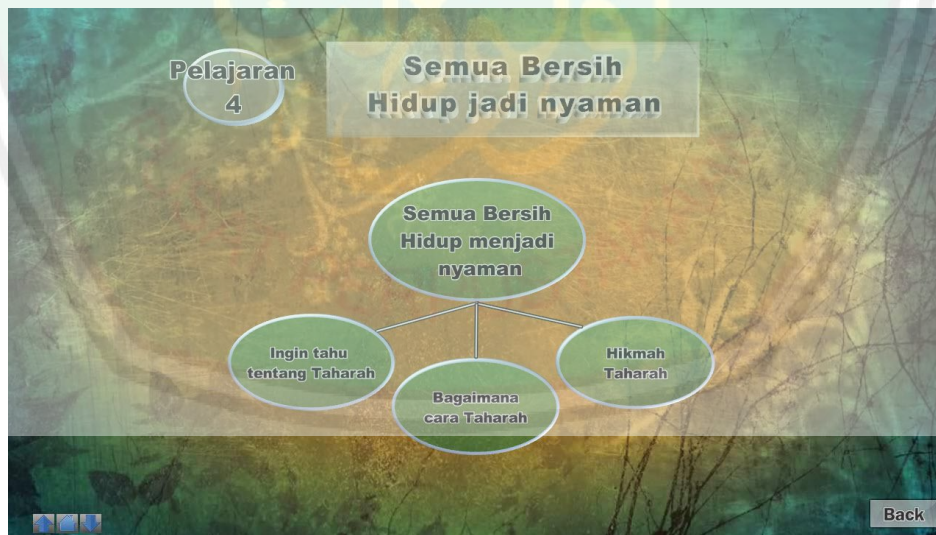 Pelajaran
4
Semua Bersih
Hidup jadi nyaman
Semua Bersih
Hidup menjadi
nyaman
Ingin tahu
tentang Taharah
Bagaimana
cara Taharah
Hikmah
Taharah
Back